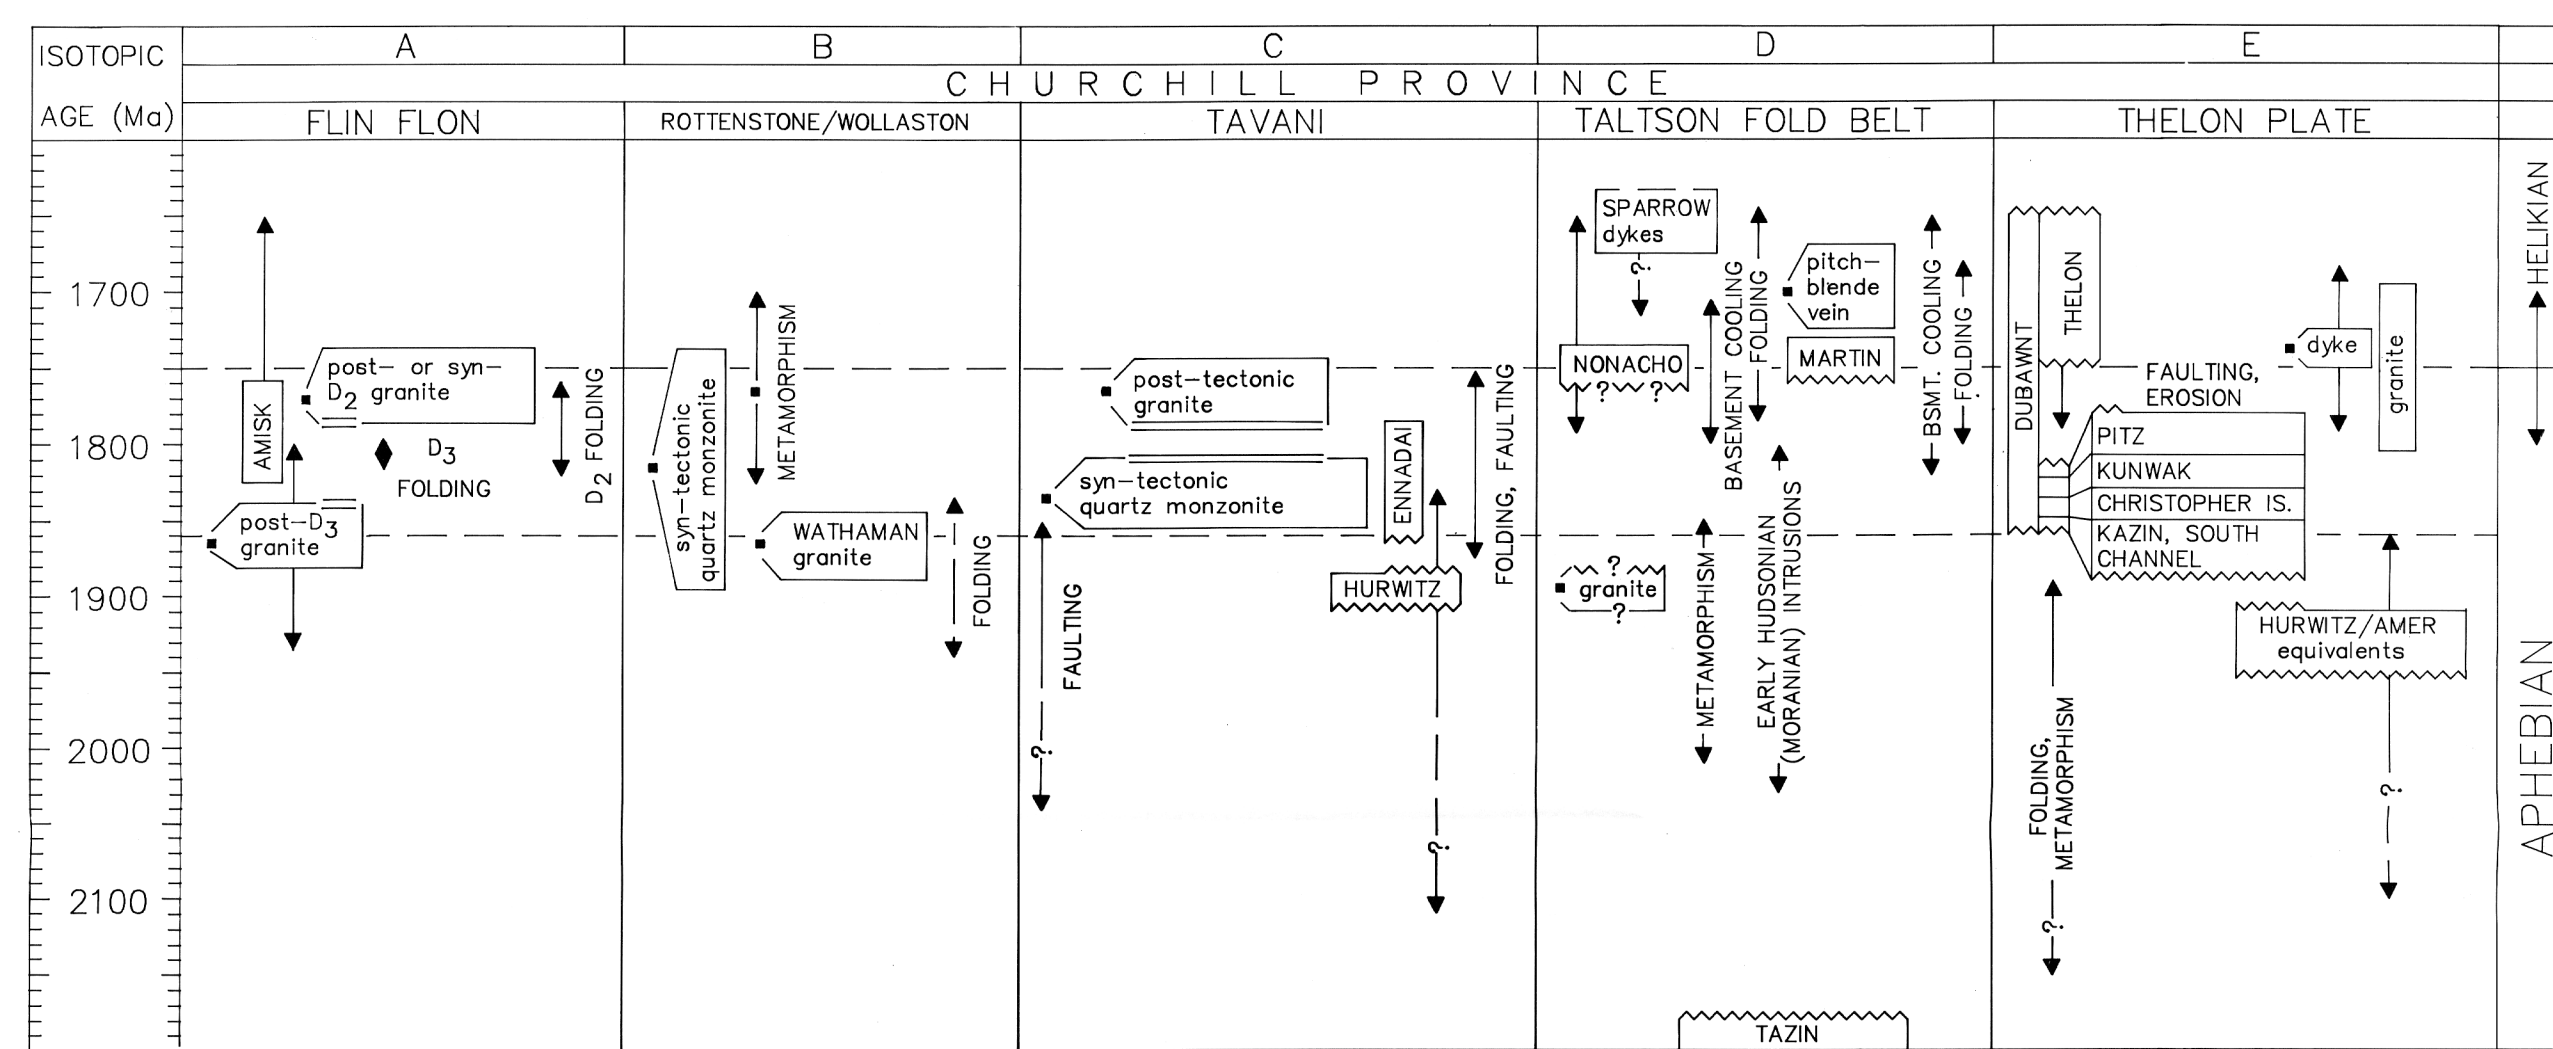 ISOTOPIC
AGE (Ma)
A
B
C
D
E
CHURCHILL PROVINCE
FLIN FLON
ROTTENSTONE/WOLLASTON
TAVANI
TALTSON FOLD BELT
THELON PLATE
1700
1800
1900
2000
2100
AMISK
post- or syn-
D2 granite
D3
FOLDING
D2 FOLDING
post-D3
granite
syn-tectonic
quartz monzonite
METAMORPHISM
WATHAMAN
granite
FOLDING
post-tectonic
granite
syn-tectonic
quartz monzonite
FAULTING
?
ENNADAI
HURWITZ
?
FOLDING, FAULTING
SPARROW
dykes
?
NONACHO
? ?
BASEMENT COOLING
FOLDING
pitch-
blende
vein
MARTIN
BSMT. COOLING
FOLDING
?
granite
?
METAMORPHISM
EARLY HUDSONIAN
(MORANIAN) INTRUSIONS
TAZIN
DUBAWNT
THELON
FAULTING,
EROSION
PITZ
KUNWAK
CHRISTOPHER IS.
KAZIN, SOUTH
CHANNEL
dyke
granite
HURWITZ/AMER
equivalents
?
FOLDING,
METAMORPHISM
?
HELIKIAN
APHEBIAN